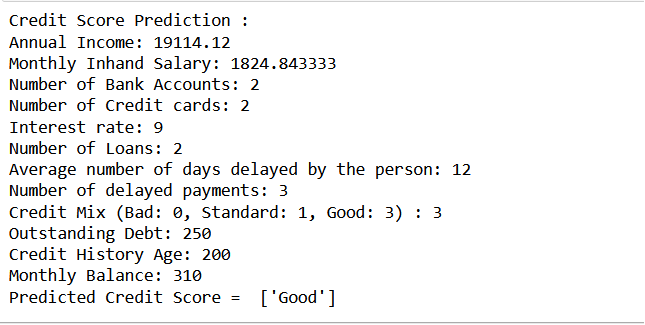 Credit Score Prediction :
Annual Income: 19114.12
Monthly Inhand Salary: 1824.843333
Number of Bank Accounts: 2
Number of Credit cards: 2
Interest rate: 9
Number of Loans: 2
Average number of days delayed by the person: 12
Number of delayed payments: 3
Credit Mix (Bad: 0, Standard: 1, Good: 3) : 3
Outstanding Debt: 250
Credit History Age: 200
Monthly Balance: 310
Predicted Credit Score =  ['Good']